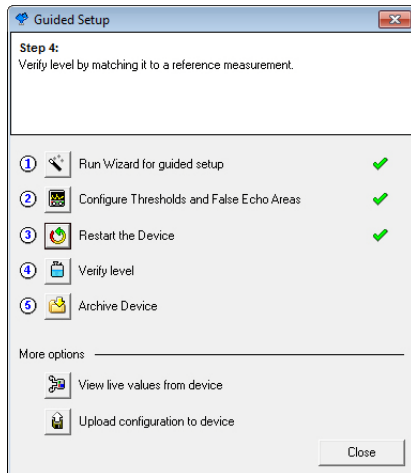 Guided Setup
Step 4:
Verify level by matching it to a reference measurement.
1 Run Wizard for guided setup
2 Configure Thresholds and False Echo Areas
3 Restart the Device
4 Verify level
5 Archive Device
More options
View live values from device
Upload configuration to device
Close